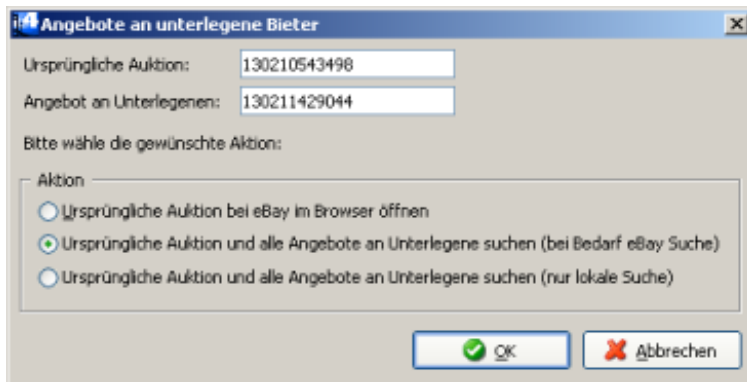 Angebote an unterlegene Bieter
Ursprüngliche Auktion: 130210543498
Angebot an Unterlegenen: 130211429044
Bitte wähle die gewünschte Aktion:
Aktion
Ursprüngliche Auktion bei eBay im Browser öffnen
Ursprüngliche Auktion und alle Angebote an Unterlegene suchen (bei Bedarf eBay Suche)
Ursprüngliche Auktion und alle Angebote an Unterlegene suchen (nur lokale Suche)
OK Abbrechen